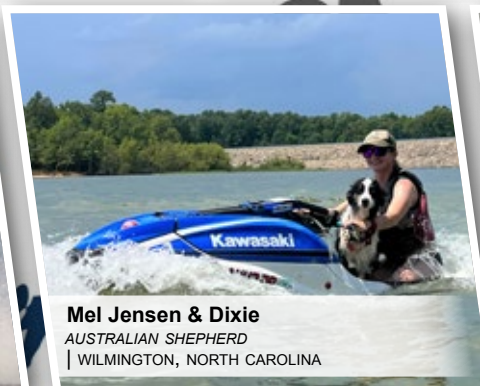 Kawasaki
Mel Jensen & Dixie
AUSTRALIAN SHEPHERD
| WILMINGTON, NORTH CAROLINA